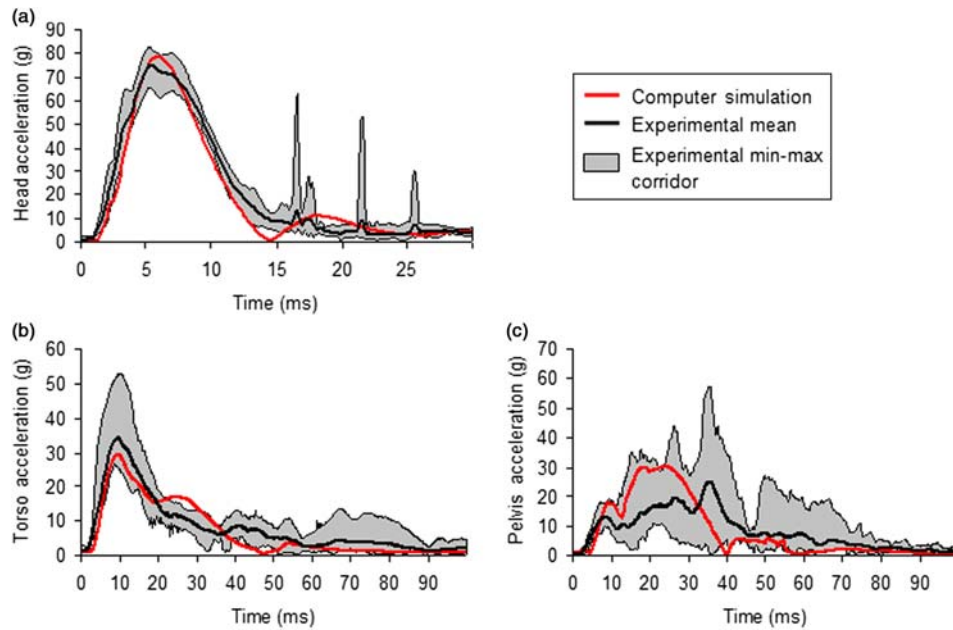 (a)
Head acceleration (g)
90
80
70
60
50
40
30
20
10
0
0 5 10 15 20 25
Time (ms)
Computer simulation
Experimental mean
Experimental min-max
corridor
(b)
Torso acceleration (g)
60
50
40
30
20
10
0
0 10 20 30 40 50 60 70 80 90
Time (ms)
(c)
Pelvis acceleration (g)
70
60
50
40
30
20
10
0
0 10 20 30 40 50 60 70 80 90
Time (ms)